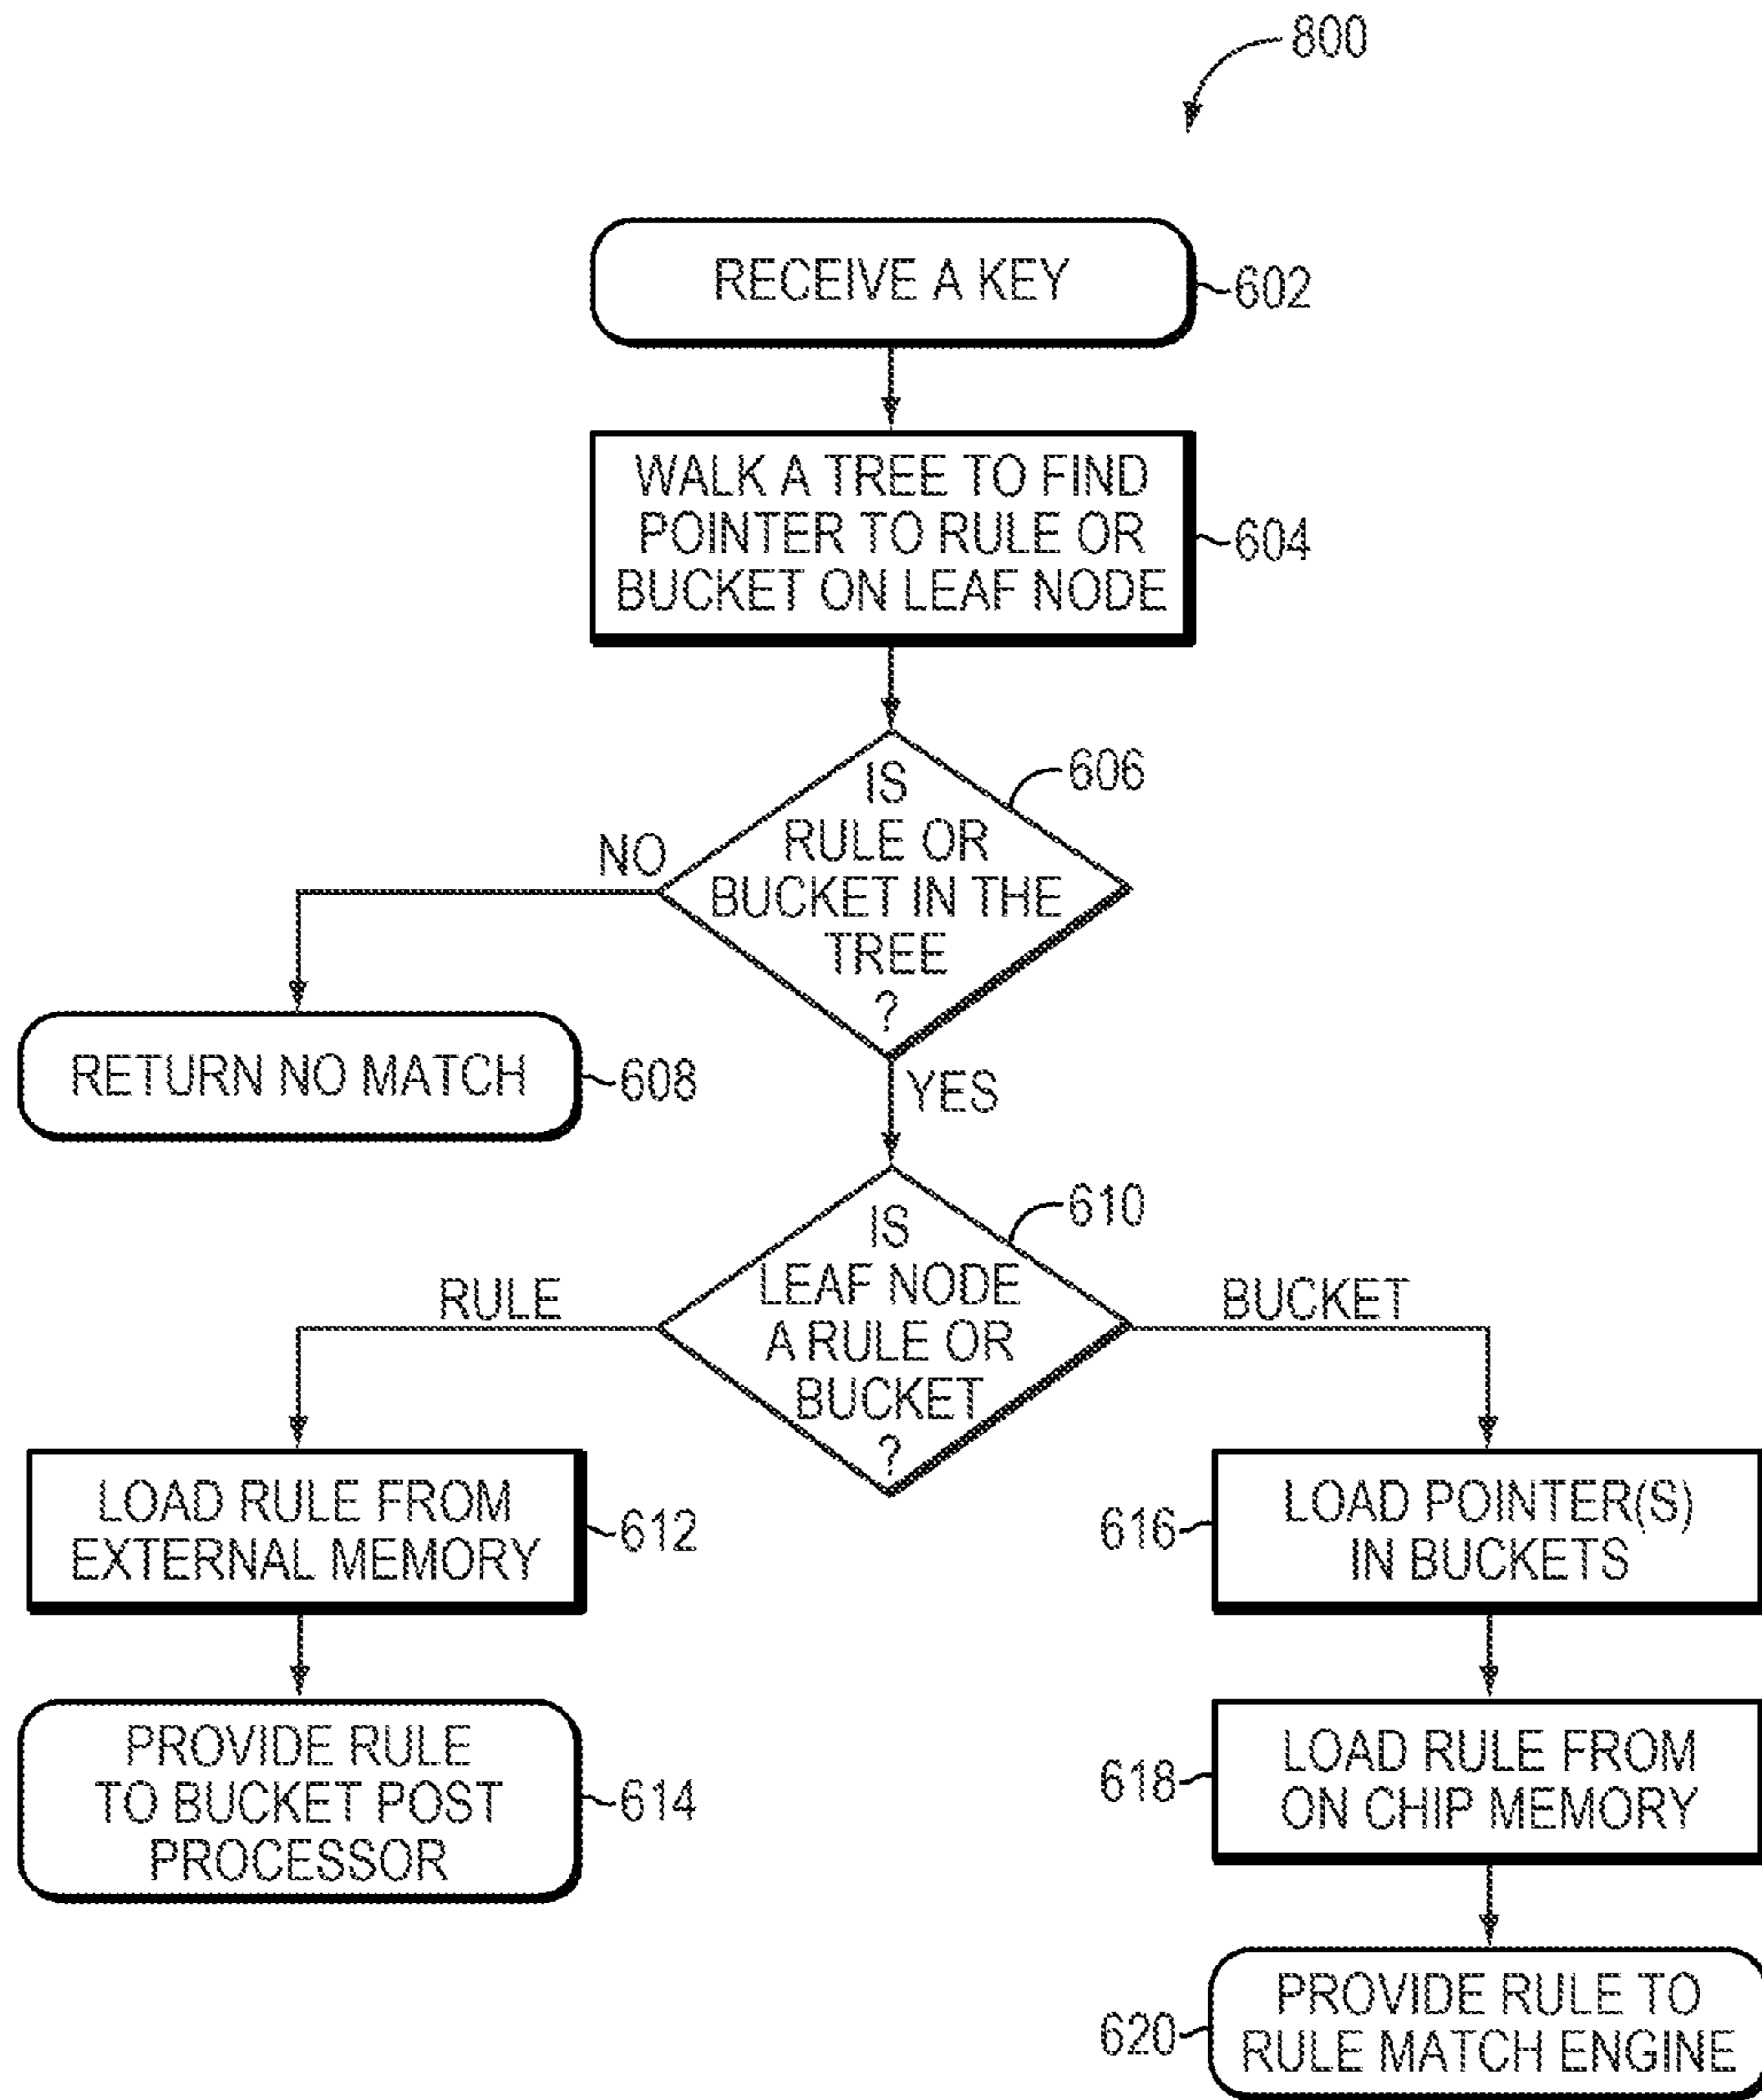 800
RECEIVE A KEY
602
WALK A TREE TO FIND
POINTER TO RULE OR
BUCKET ON LEAF NODE
604
IS
RULE OR
BUCKET IN THE
TREE
?
606
NO
RETURN NO MATCH
608
YES
IS
LEAF NODE
A RULE OR
BUCKET
?
610
RULE
BUCKET
LOAD RULE FROM
EXTERNAL MEMORY
612
PROVIDE RULE
TO BUCKET POST
PROCESSOR
614
LOAD POINTER(S)
IN BUCKETS
616
LOAD RULE FROM
ON CHIP MEMORY
618
PROVIDE RULE TO
RULE MATCH ENGINE
620